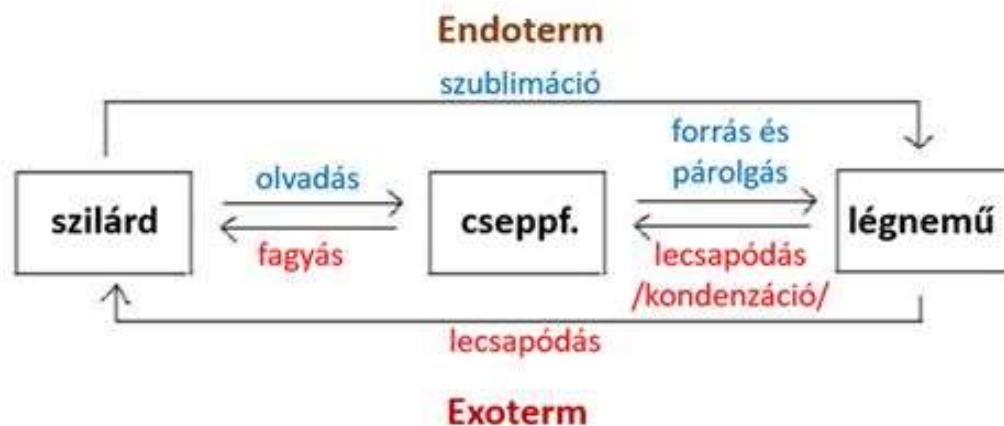 Endoterm
szublimáció
forrás és
párolgás
olvadás
szilárd
cseppf.
légnemű
fagyás
lecsapódás
/kondenzáció/
lecsapódás
Exoterm